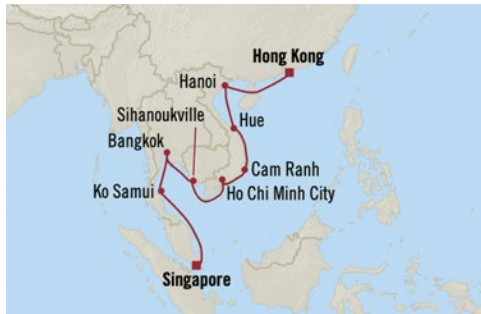 Hong Kong
Hanoi
Sihanoukville
Hue
Bangkok
Cam Ranh
Ko Samui
Ho Chi Minh City
Singapore